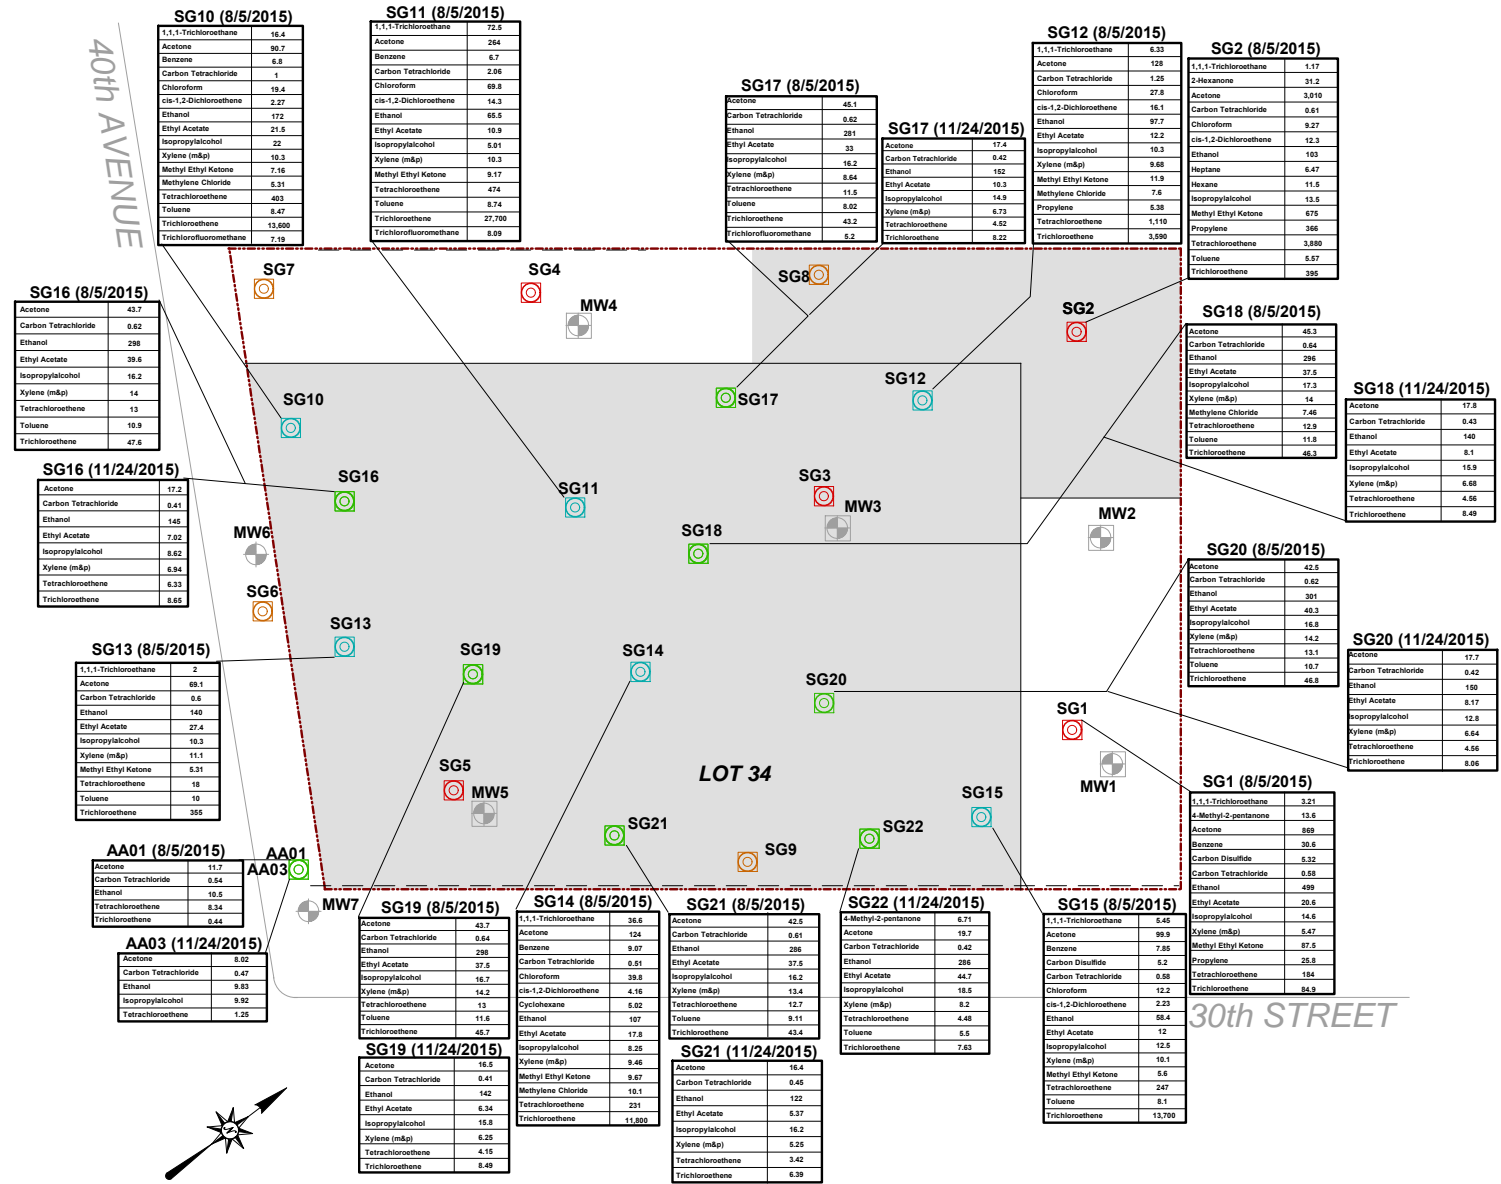 40th AVENUE
30th STREET
LOT 34
SG10 (8/5/2015)
1,1,1-Trichloroethane 16.4
Acetone 90.7
Benzene 6.8
Carbon Tetrachloride 1
Chloroform 19.4
cis-1,2-Dichloroethene 2.27
Ethanol 172
Ethyl Acetate 21.5
Isopropylalcohol 22
Xylene (m&p) 10.3
Methyl Ethyl Ketone 7.16
Methylene Chloride 5.31
Tetrachloroethene 403
Toluene 8.47
Trichloroethene 13,600
Trichlorofluoromethane 7.19
SG11 (8/5/2015)
1,1,1-Trichloroethane 72.5
Acetone 264
Benzene 6.7
Carbon Tetrachloride 2.06
Chloroform 69.8
cis-1,2-Dichloroethene 14.3
Ethanol 65.5
Ethyl Acetate 10.9
Isopropylalcohol 5.01
Xylene (m&p) 10.3
Methyl Ethyl Ketone 9.17
Tetrachloroethene 474
Toluene 8.74
Trichloroethene 27,700
Trichlorofluoromethane 8.09
SG17 (8/5/2015)
Acetone 45.1
Carbon Tetrachloride 0.62
Ethanol 281
Ethyl Acetate 33
Isopropylalcohol 16.2
Xylene (m&p) 8.64
Tetrachloroethene 11.5
Toluene 8.02
Trichloroethene 43.2
Trichlorofluoromethane 5.2
SG17 (11/24/2015)
Acetone 17.4
Carbon Tetrachloride 0.42
Ethanol 152
Ethyl Acetate 10.3
Isopropylalcohol 14.9
Xylene (m&p) 6.73
Tetrachloroethene 4.52
Trichloroethene 8.22
SG12 (8/5/2015)
1,1,1-Trichloroethane 6.33
Acetone 128
Carbon Tetrachloride 1.25
Chloroform 27.8
cis-1,2-Dichloroethene 16.1
Ethanol 97.7
Ethyl Acetate 12.2
Isopropylalcohol 10.3
Xylene (m&p) 9.68
Methyl Ethyl Ketone 11.9
Methylene Chloride 7.6
Propylene 5.38
Tetrachloroethene 1,110
Trichloroethene 3,590
SG2 (8/5/2015)
1,1,1-Trichloroethane 1.17
2-Hexanone 31.2
Acetone 3,010
Carbon Tetrachloride 0.61
Chloroform 9.27
cis-1,2-Dichloroethene 12.3
Ethanol 103
Heptane 6.47
Hexane 11.5
Isopropylalcohol 13.5
Methyl Ethyl Ketone 675
Propylene 366
Tetrachloroethene 3,880
Toluene 5.57
Trichloroethene 395
SG16 (8/5/2015)
Acetone 43.7
Carbon Tetrachloride 0.62
Ethanol 298
Ethyl Acetate 39.6
Isopropylalcohol 16.2
Xylene (m&p) 14
Tetrachloroethene 13
Toluene 10.9
Trichloroethene 47.6
SG16 (11/24/2015)
Acetone 17.2
Carbon Tetrachloride 0.41
Ethanol 145
Ethyl Acetate 7.02
Isopropylalcohol 8.62
Xylene (m&p) 6.94
Tetrachloroethene 6.33
Trichloroethene 8.65
SG18 (8/5/2015)
Acetone 45.3
Carbon Tetrachloride 0.64
Ethanol 296
Ethyl Acetate 37.5
Isopropylalcohol 17.3
Xylene (m&p) 14
Methylene Chloride 7.46
Tetrachloroethene 12.9
Toluene 11.8
Trichloroethene 46.3
SG18 (11/24/2015)
Acetone 17.8
Carbon Tetrachloride 0.43
Ethanol 140
Ethyl Acetate 8.1
Isopropylalcohol 15.9
Xylene (m&p) 6.68
Tetrachloroethene 4.56
Trichloroethene 8.49
SG20 (8/5/2015)
Acetone 42.5
Carbon Tetrachloride 0.62
Ethanol 301
Ethyl Acetate 40.3
Isopropylalcohol 16.8
Xylene (m&p) 14.2
Tetrachloroethene 13.1
Toluene 10.7
Trichloroethene 46.8
SG20 (11/24/2015)
Acetone 17.7
Carbon Tetrachloride 0.42
Ethanol 150
Ethyl Acetate 8.17
Isopropylalcohol 12.8
Xylene (m&p) 6.64
Tetrachloroethene 4.56
Trichloroethene 8.06
SG13 (8/5/2015)
1,1,1-Trichloroethane 2
Acetone 69.1
Carbon Tetrachloride 0.6
Ethanol 140
Ethyl Acetate 27.4
Isopropylalcohol 10.3
Xylene (m&p) 11.1
Methyl Ethyl Ketone 5.31
Tetrachloroethene 18
Toluene 10
Trichloroethene 355
SG1 (8/5/2015)
1,1,1-Trichloroethane 3.21
4-Methyl-2-pentanone 13.6
Acetone 869
Benzene 30.6
Carbon Disulfide 5.32
Carbon Tetrachloride 0.58
Ethanol 499
Ethyl Acetate 20.6
Isopropylalcohol 14.6
Xylene (m&p) 5.47
Methyl Ethyl Ketone 87.5
Propylene 25.8
Tetrachloroethene 184
Trichloroethene 84.9
AA01 (8/5/2015)
Acetone 11.7
Carbon Tetrachloride 0.54
Ethanol 10.5
Tetrachloroethene 8.34
Trichloroethene 0.44
AA03 (11/24/2015)
Acetone 8.02
Carbon Tetrachloride 0.47
Ethanol 9.83
Isopropylalcohol 9.92
Tetrachloroethene 1.25
SG19 (8/5/2015)
Acetone 43.7
Carbon Tetrachloride 0.64
Ethanol 298
Ethyl Acetate 37.5
Isopropylalcohol 16.7
Xylene (m&p) 14.2
Tetrachloroethene 13
Toluene 11.6
Trichloroethene 45.7
SG19 (11/24/2015)
Acetone 16.5
Carbon Tetrachloride 0.41
Ethanol 142
Ethyl Acetate 6.34
Isopropylalcohol 15.8
Xylene (m&p) 6.25
Tetrachloroethene 4.15
Trichloroethene 8.49
SG14 (8/5/2015)
1,1,1-Trichloroethane 36.6
Acetone 124
Benzene 9.07
Carbon Tetrachloride 0.51
Chloroform 39.8
cis-1,2-Dichloroethene 4.16
Cyclohexane 5.02
Ethanol 107
Ethyl Acetate 17.8
Isopropylalcohol 8.25
Xylene (m&p) 9.46
Methyl Ethyl Ketone 9.67
Methylene Chloride 10.1
Tetrachloroethene 231
Trichloroethene 11,800
SG21 (8/5/2015)
Acetone 42.5
Carbon Tetrachloride 0.61
Ethanol 286
Ethyl Acetate 37.5
Isopropylalcohol 16.2
Xylene (m&p) 13.4
Tetrachloroethene 12.7
Toluene 9.11
Trichloroethene 43.4
SG21 (11/24/2015)
Acetone 16.4
Carbon Tetrachloride 0.45
Ethanol 122
Ethyl Acetate 5.37
Isopropylalcohol 16.2
Xylene (m&p) 5.25
Tetrachloroethene 3.42
Trichloroethene 6.39
SG22 (11/24/2015)
4-Methyl-2-pentanone 6.71
Acetone 19.7
Carbon Tetrachloride 0.42
Ethanol 286
Ethyl Acetate 44.7
Isopropylalcohol 18.5
Xylene (m&p) 8.2
Tetrachloroethene 4.48
Toluene 5.5
Trichloroethene 7.63
SG15 (8/5/2015)
1,1,1-Trichloroethane 5.45
Acetone 99.9
Benzene 7.85
Carbon Disulfide 5.2
Carbon Tetrachloride 0.58
Chloroform 12.2
cis-1,2-Dichloroethene 2.23
Ethanol 58.4
Ethyl Acetate 12
Isopropylalcohol 12.5
Xylene (m&p) 10.1
Methyl Ethyl Ketone 5.6
Tetrachloroethene 247
Toluene 8.1
Trichloroethene 13,700
SG7
SG4
MW4
SG8
SG2
SG10
SG17
SG12
SG16
SG11
SG3
MW3
MW2
MW6
SG18
SG6
SG13
SG19
SG14
SG20
SG1
MW1
SG5
MW5
SG21
SG9
SG22
SG15
AA01
AA03
MW7
N